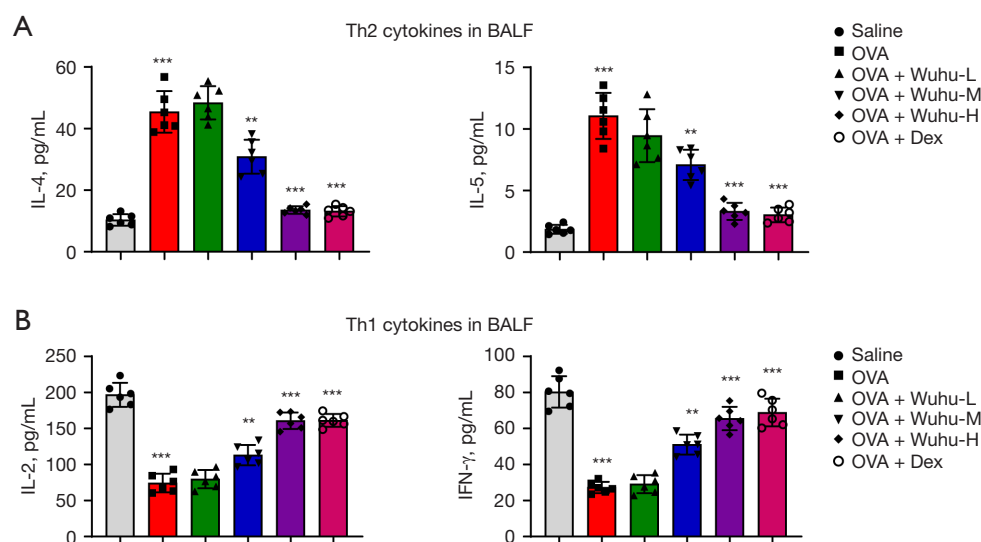 A
Th2 cytokines in BALF
IL-4, pg/mL
60
40
20
0
***
**
***
***
IL-5, pg/mL
15
10
5
0
***
**
***
***
Saline
OVA
OVA + Wuhu-L
OVA + Wuhu-M
OVA + Wuhu-H
OVA + Dex
B
Th1 cytokines in BALF
IL-2, pg/mL
250
200
150
100
50
0
***
**
***
***
IFN-γ, pg/mL
100
80
60
40
20
0
***
**
***
***
Saline
OVA
OVA + Wuhu-L
OVA + Wuhu-M
OVA + Wuhu-H
OVA + Dex